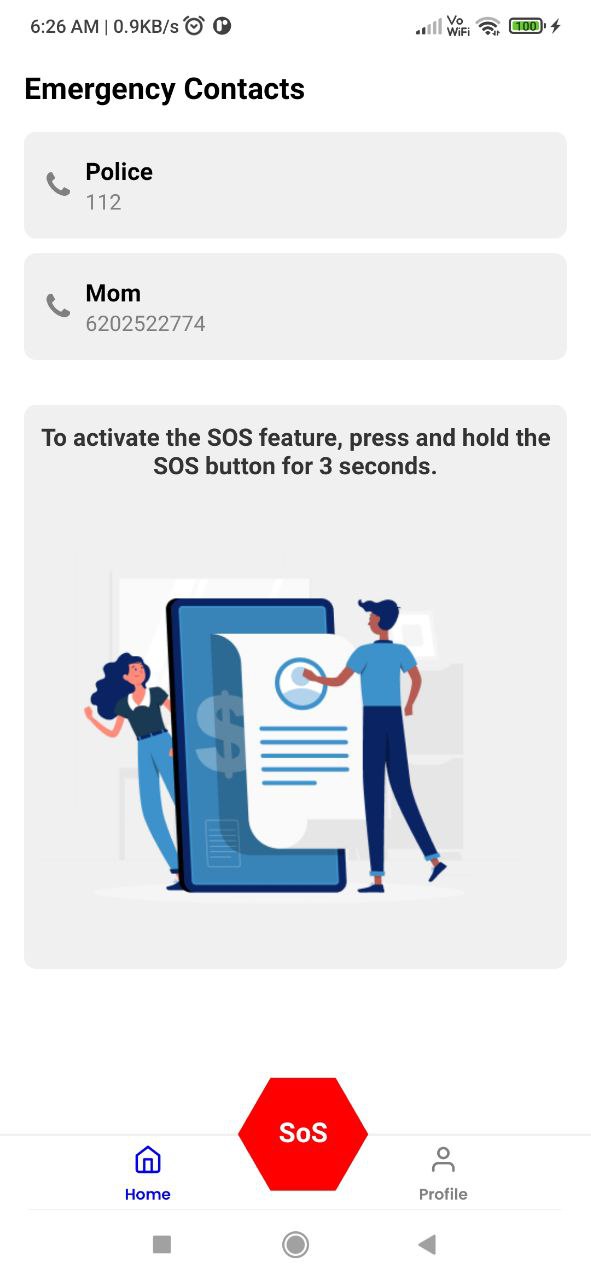 6:26 AM | 0.9KB/s
Vo
WiFi
100
Emergency Contacts
Police
112
Mom
6202522774
To activate the SOS feature, press and hold the
SOS button for 3 seconds.
$
SoS
Home
Profile